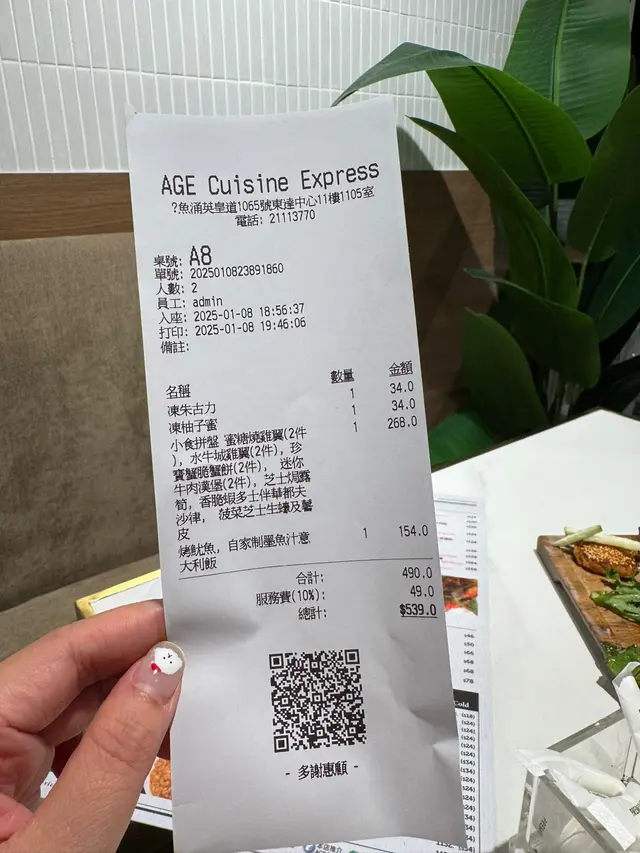 AGE Cuisine Express
?魚涌英皇道1065號東達中心11樓1105室
電話: 21113770
桌號: A8
單號: 2025010823891860
人數: 2
員工: admin
入座: 2025-01-08 18:56:37
打印: 2025-01-08 19:46:06
備註:
名稱 數量 金額
凍朱古力 1 34.0
凍柚子蜜 1 34.0
小食拼盤 蜜糖燒雞翼(2件 1 268.0
), 水牛城雞翼(2件), 珍
寶蟹脆蟹餅(2件), 迷你
牛肉漢堡(2件), 芝士焗露
筍, 香脆蝦多士伴華都夫
沙律, 菠菜芝士生蠔及薯
皮
烤魷魚, 自家制墨魚汁意 1 154.0
大利飯
合計: 490.0
服務費(10%): 49.0
總計: $539.0
- 多謝惠顧 -
Cold